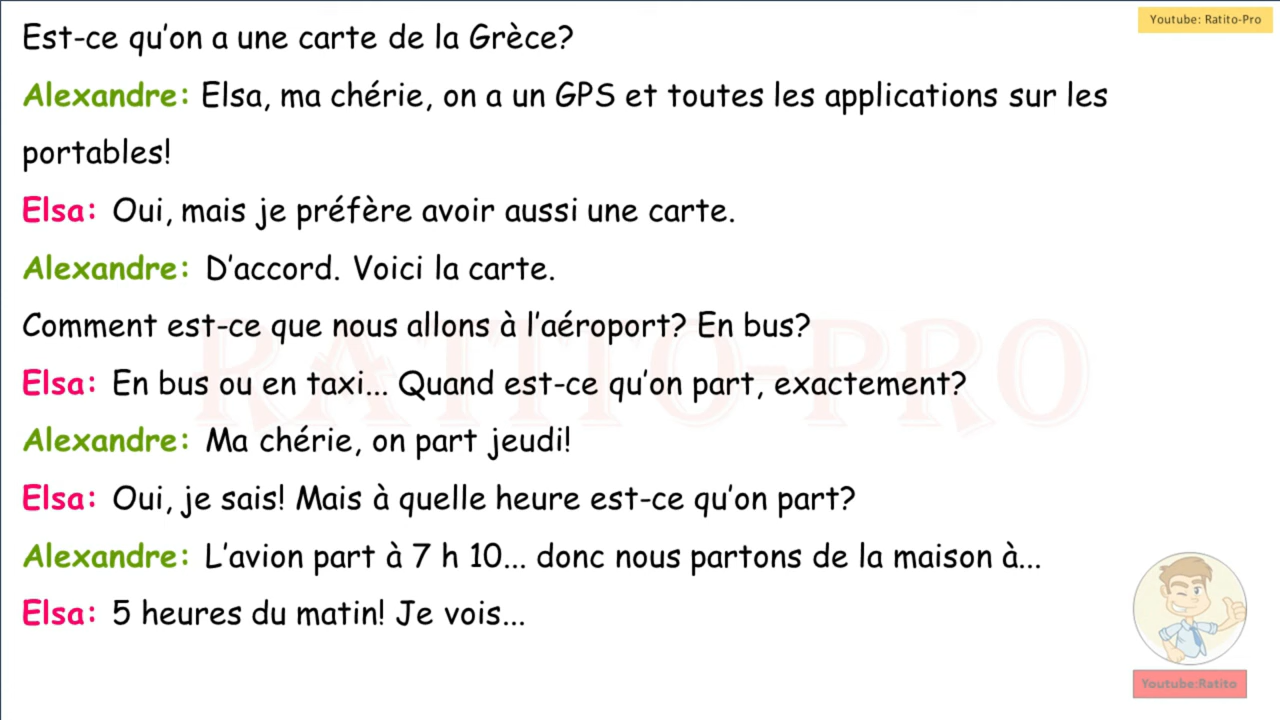 Youtube: Ratito-Pro
Est-ce qu'on a une carte de la Grèce?
Alexandre: Elsa, ma chérie, on a un GPS et toutes les applications sur les
portables!
Elsa: Oui, mais je préfère avoir aussi une carte.
Alexandre: D'accord. Voici la carte.
Comment est-ce que nous allons à l'aéroport? En bus?
RATITO-PRO
Elsa: En bus ou en taxi... Quand est-ce qu'on part, exactement?
Alexandre: Ma chérie, on part jeudi!
Elsa: Oui, je sais! Mais à quelle heure est-ce qu'on part?
Alexandre: L'avion part à 7 h 10... donc nous partons de la maison à...
Elsa: 5 heures du matin! Je vois...
Youtube:Ratito